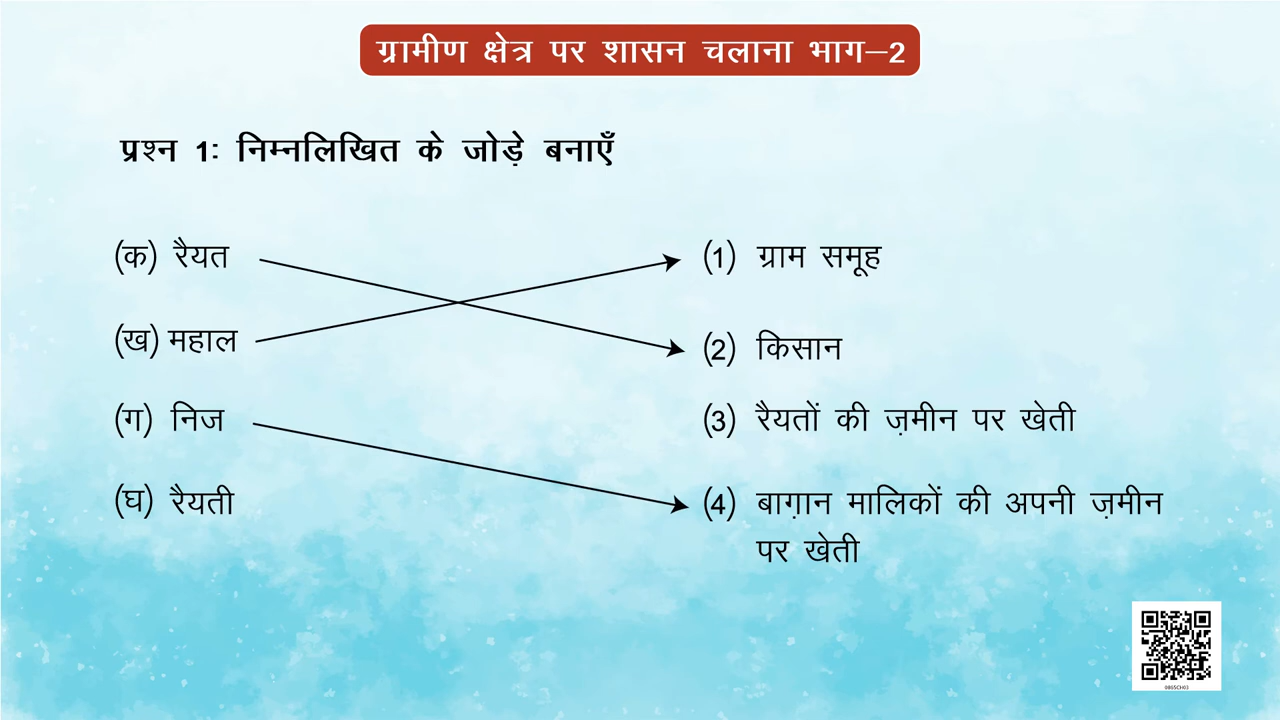 ग्रामीण क्षेत्र पर शासन चलाना भाग–2
प्रश्न 1: निम्नलिखित के जोड़े बनाएँ
(क) रैयत
(1) ग्राम समूह
(ख) महाल
(2) किसान
(ग) निज
(3) रैयतों की ज़मीन पर खेती
(घ) रैयती
(4) बाग़ान मालिकों की अपनी ज़मीन
पर खेती
0865CH03